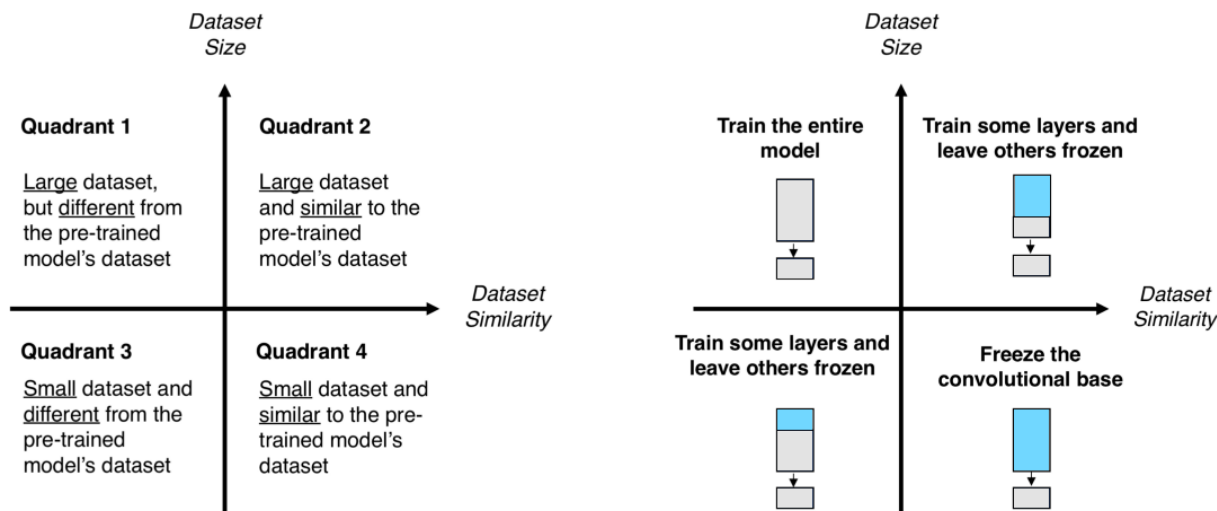 Dataset
Size
Quadrant 1
Large dataset,
but different from
the pre-trained
model's dataset
Quadrant 2
Large dataset
and similar to the
pre-trained
model's dataset
Dataset
Similarity
Quadrant 3
Small dataset and
different from the
pre-trained
model's dataset
Quadrant 4
Small dataset and
similar to the pre-
trained model's
dataset
Dataset
Size
Train the entire
model
Train some layers and
leave others frozen
Dataset
Similarity
Train some layers and
leave others frozen
Freeze the
convolutional base